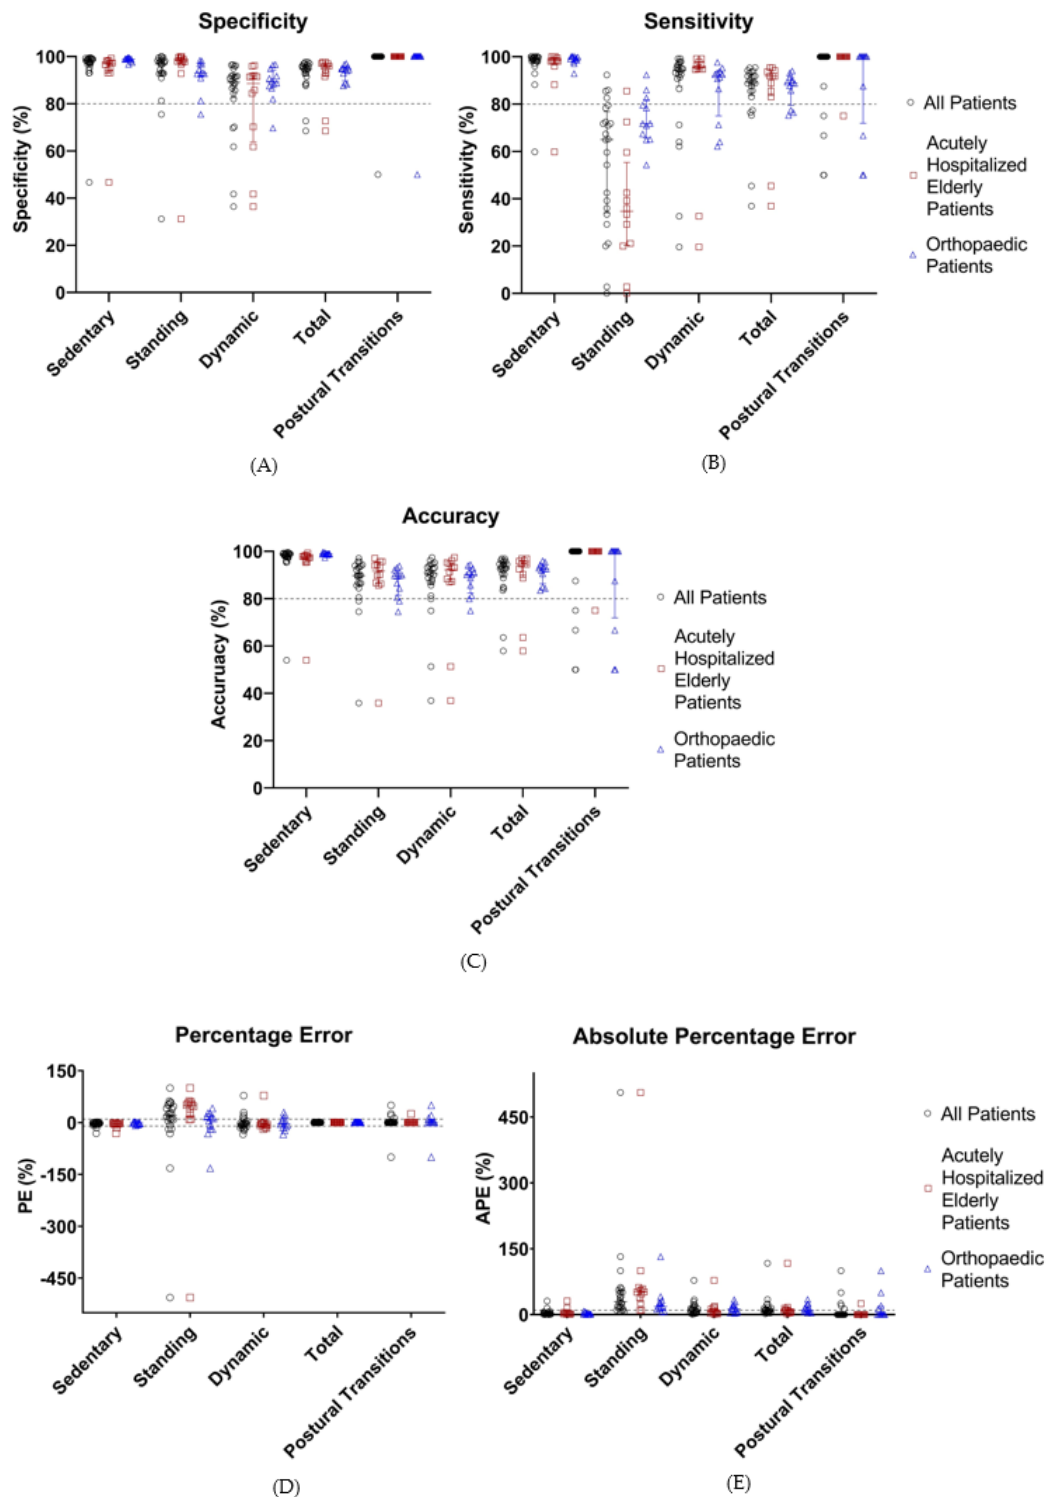 Specificity
Specificity (%)
100
80
60
40
20
0
Sedentary
Standing
Dynamic
Total
Postural Transitions
(A)
Sensitivity
Sensitivity (%)
100
80
60
40
20
0
Sedentary
Standing
Dynamic
Total
Postural Transitions
(B)
All Patients
Acutely
Hospitalized
Elderly
Patients
Orthopaedic
Patients
Accuracy
Accuruacy (%)
100
80
60
40
20
0
Sedentary
Standing
Dynamic
Total
Postural Transitions
(C)
All Patients
Acutely
Hospitalized
Elderly
Patients
Orthopaedic
Patients
Percentage Error
PE (%)
150
0
-150
-300
-450
Sedentary
Standing
Dynamic
Total
Postural Transitions
(D)
Absolute Percentage Error
APE (%)
450
300
150
0
Sedentary
Standing
Dynamic
Total
Postural Transitions
(E)
All Patients
Acutely
Hospitalized
Elderly
Patients
Orthopaedic
Patients